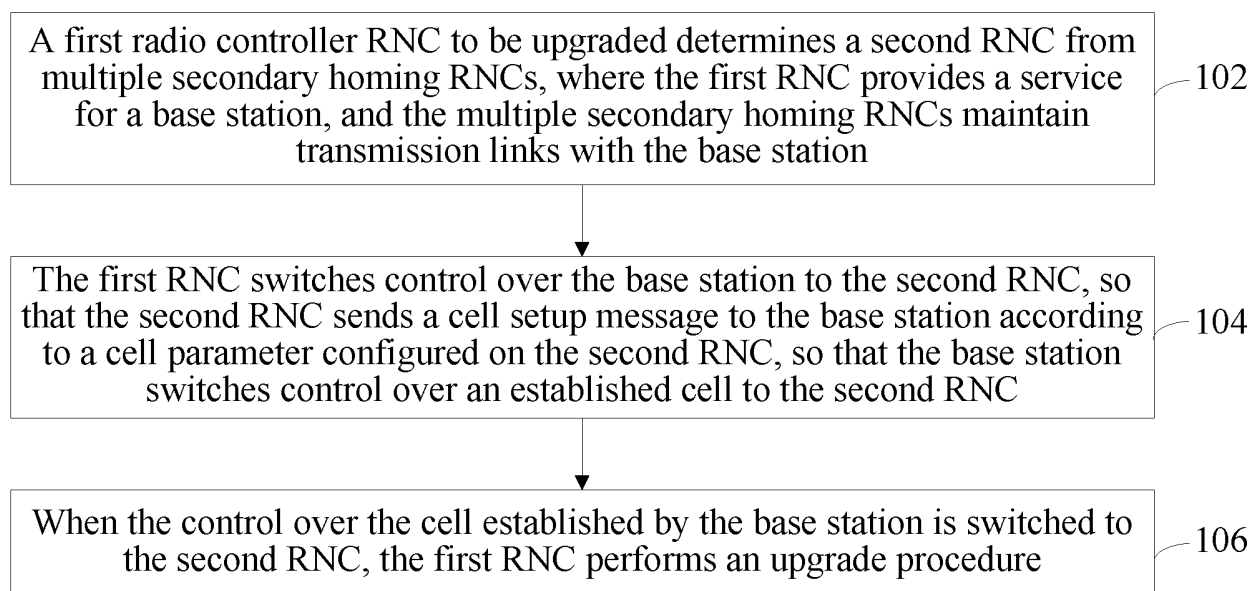 A first radio controller RNC to be upgraded determines a second RNC from
multiple secondary homing RNCs, where the first RNC provides a service
for a base station, and the multiple secondary homing RNCs maintain
transmission links with the base station
102
The first RNC switches control over the base station to the second RNC, so
that the second RNC sends a cell setup message to the base station according
to a cell parameter configured on the second RNC, so that the base station
switches control over an established cell to the second RNC
104
When the control over the cell established by the base station is switched to
the second RNC, the first RNC performs an upgrade procedure
106